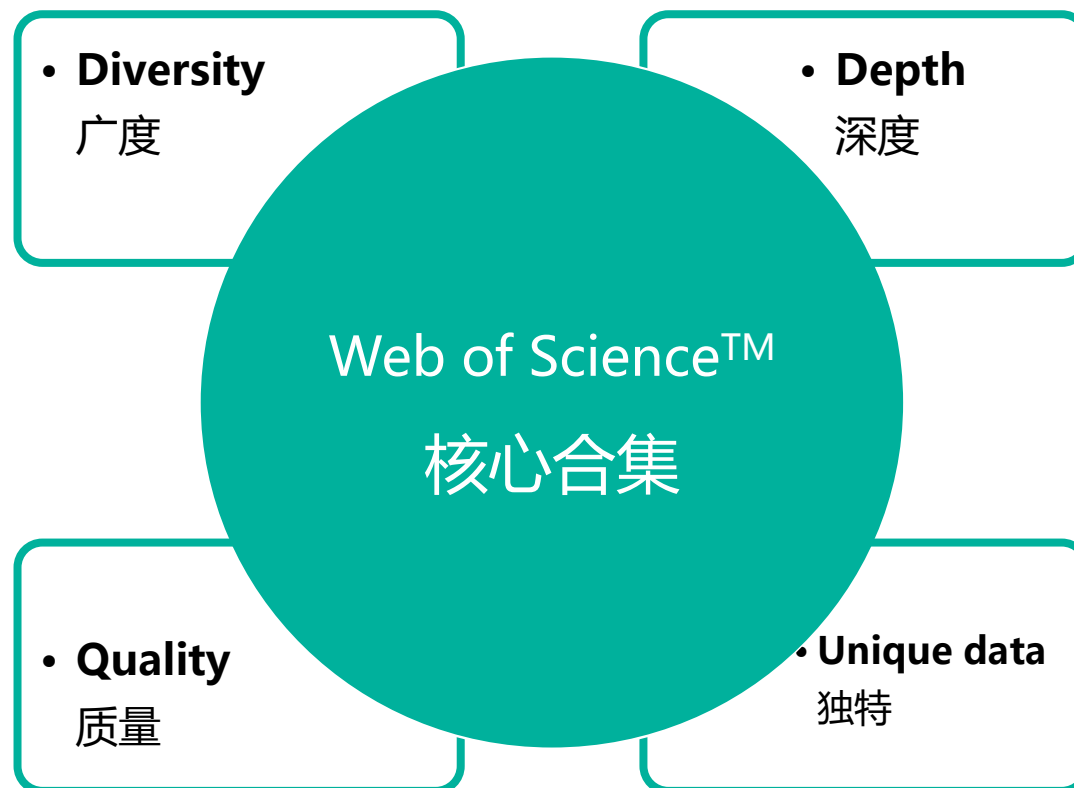 • Diversity
广度
• Depth
深度
Web of Science™
核心合集
• Quality
质量
• Unique data
独特